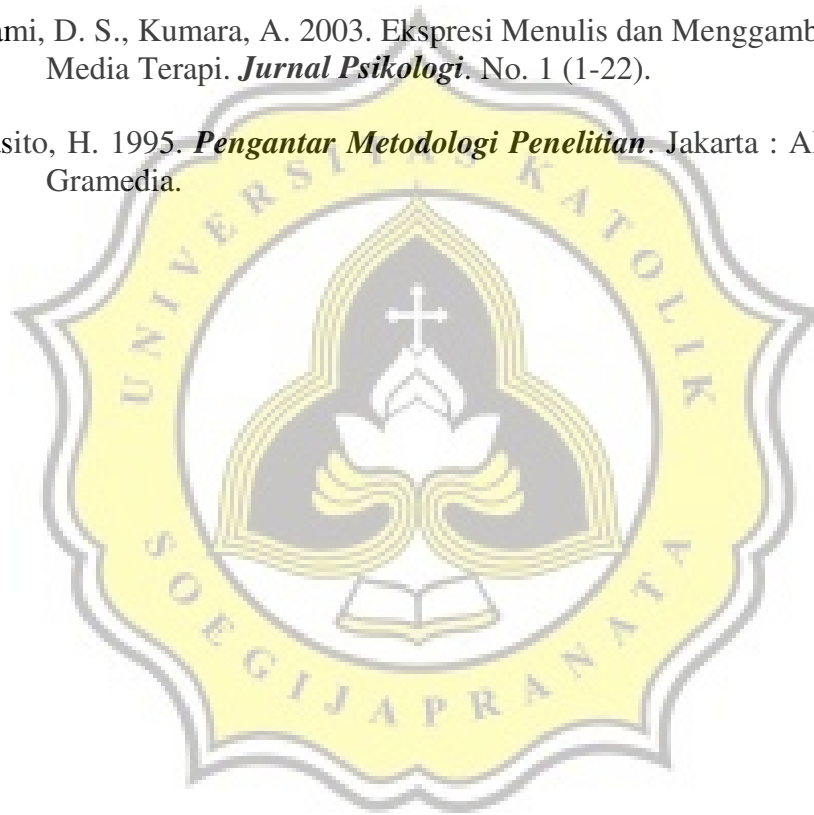 ami, D. S., Kumara, A. 2003. Ekspresi Menulis dan Menggamb
Media Terapi. Jurnal Psikologi. No. 1 (1-22).
sito, H. 1995. Pengantar Metodologi Penelitian. Jakarta : A
Gramedia.
UNIVERSITAS KATOLIK
SOEGIJAPRANATA